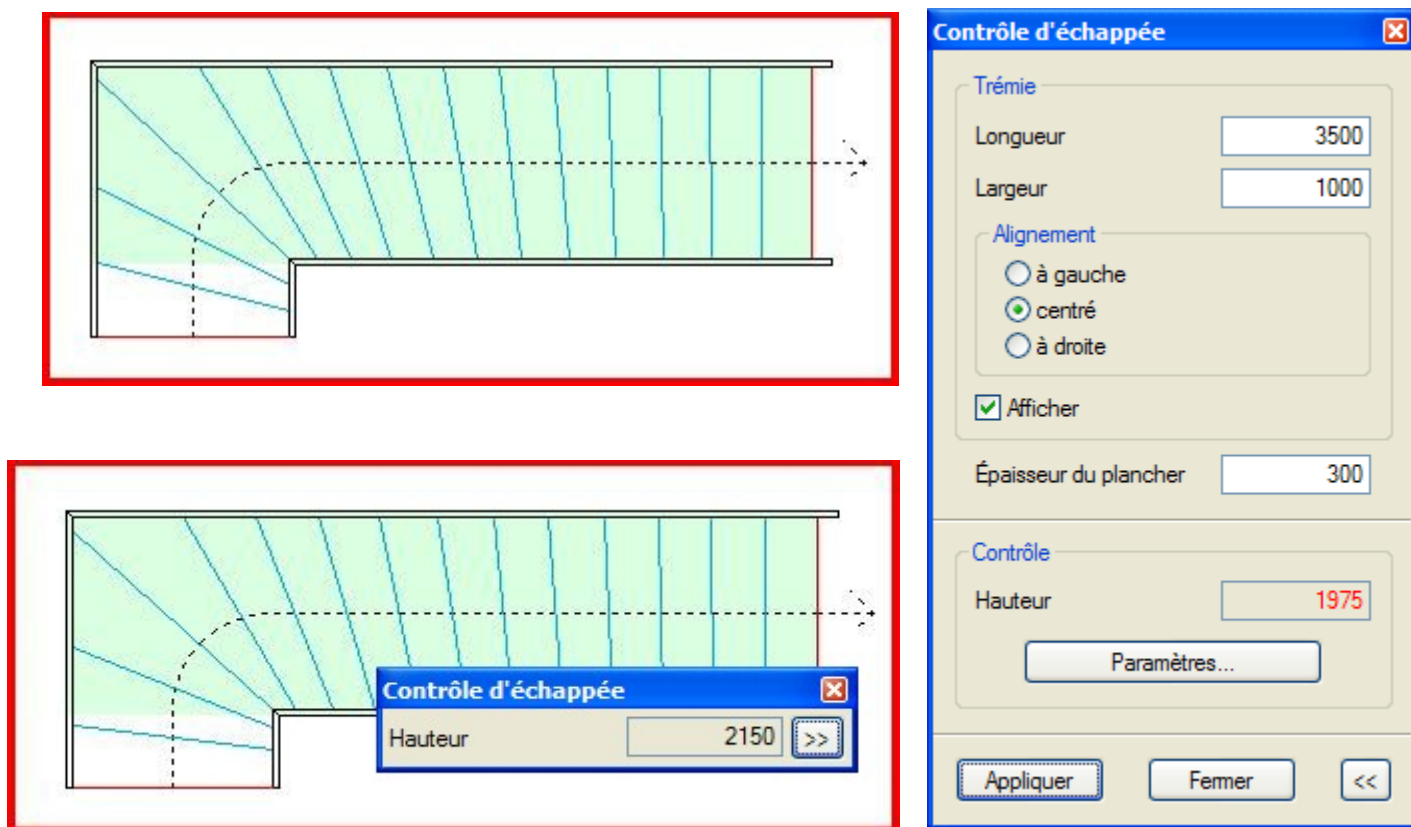 Contrôle d'échappée
Trémie
Longueur 3500
Largeur 1000
Alignement
à gauche
centré
à droite
Afficher
Épaisseur du plancher 300
Contrôle
Hauteur 1975
Paramètres...
Appliquer Fermer <<
Contrôle d'échappée
Hauteur 2150 >>